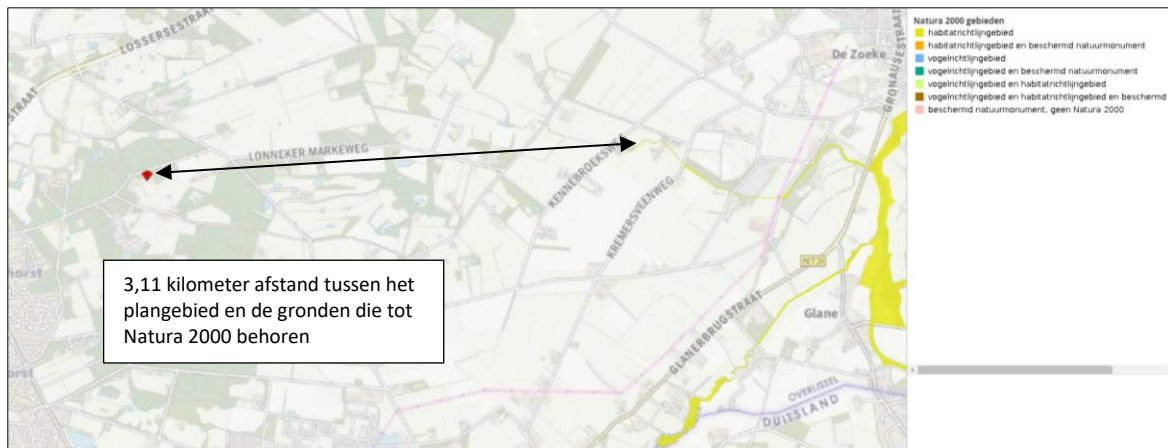 LOSSERSESTRAAT
STRAAT
LONNEKER MARKEWEG
KENNEBROEKSW
KREMERSVEENWEG
De Zoeke
GRONAUSESTRAAT
N731
GLANERBRUGSTRAAT
Glane
OVERIJSSEL
DUITSLAND
horst
orst
3,11 kilometer afstand tussen het
plangebied en de gronden die tot
Natura 2000 behoren
Natura 2000 gebieden
habitatrichtlijngebied
habitatrichtlijngebied en beschermd natuurmonument
vogelrichtlijngebied
vogelrichtlijngebied en beschermd natuurmonument
vogelrichtlijngebied en habitatrichtlijngebied
vogelrichtlijngebied en habitatrichtlijngebied en beschermd
beschermd natuurmonument, geen Natura 2000